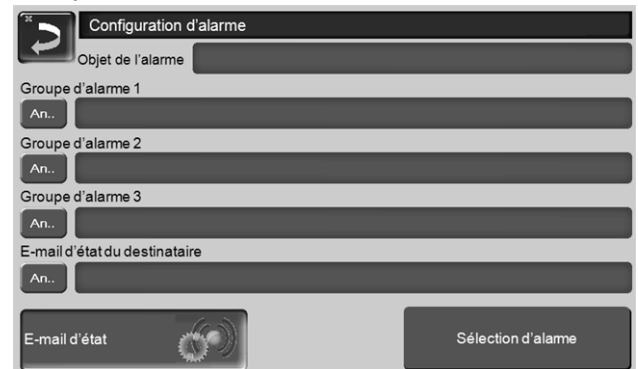 Configuration d'alarme
Objet de l'alarme
Groupe d'alarme 1
An..
Groupe d'alarme 2
An..
Groupe d'alarme 3
An..
E-mail d'état du destinataire
An..
E-mail d'état
Sélection d'alarme